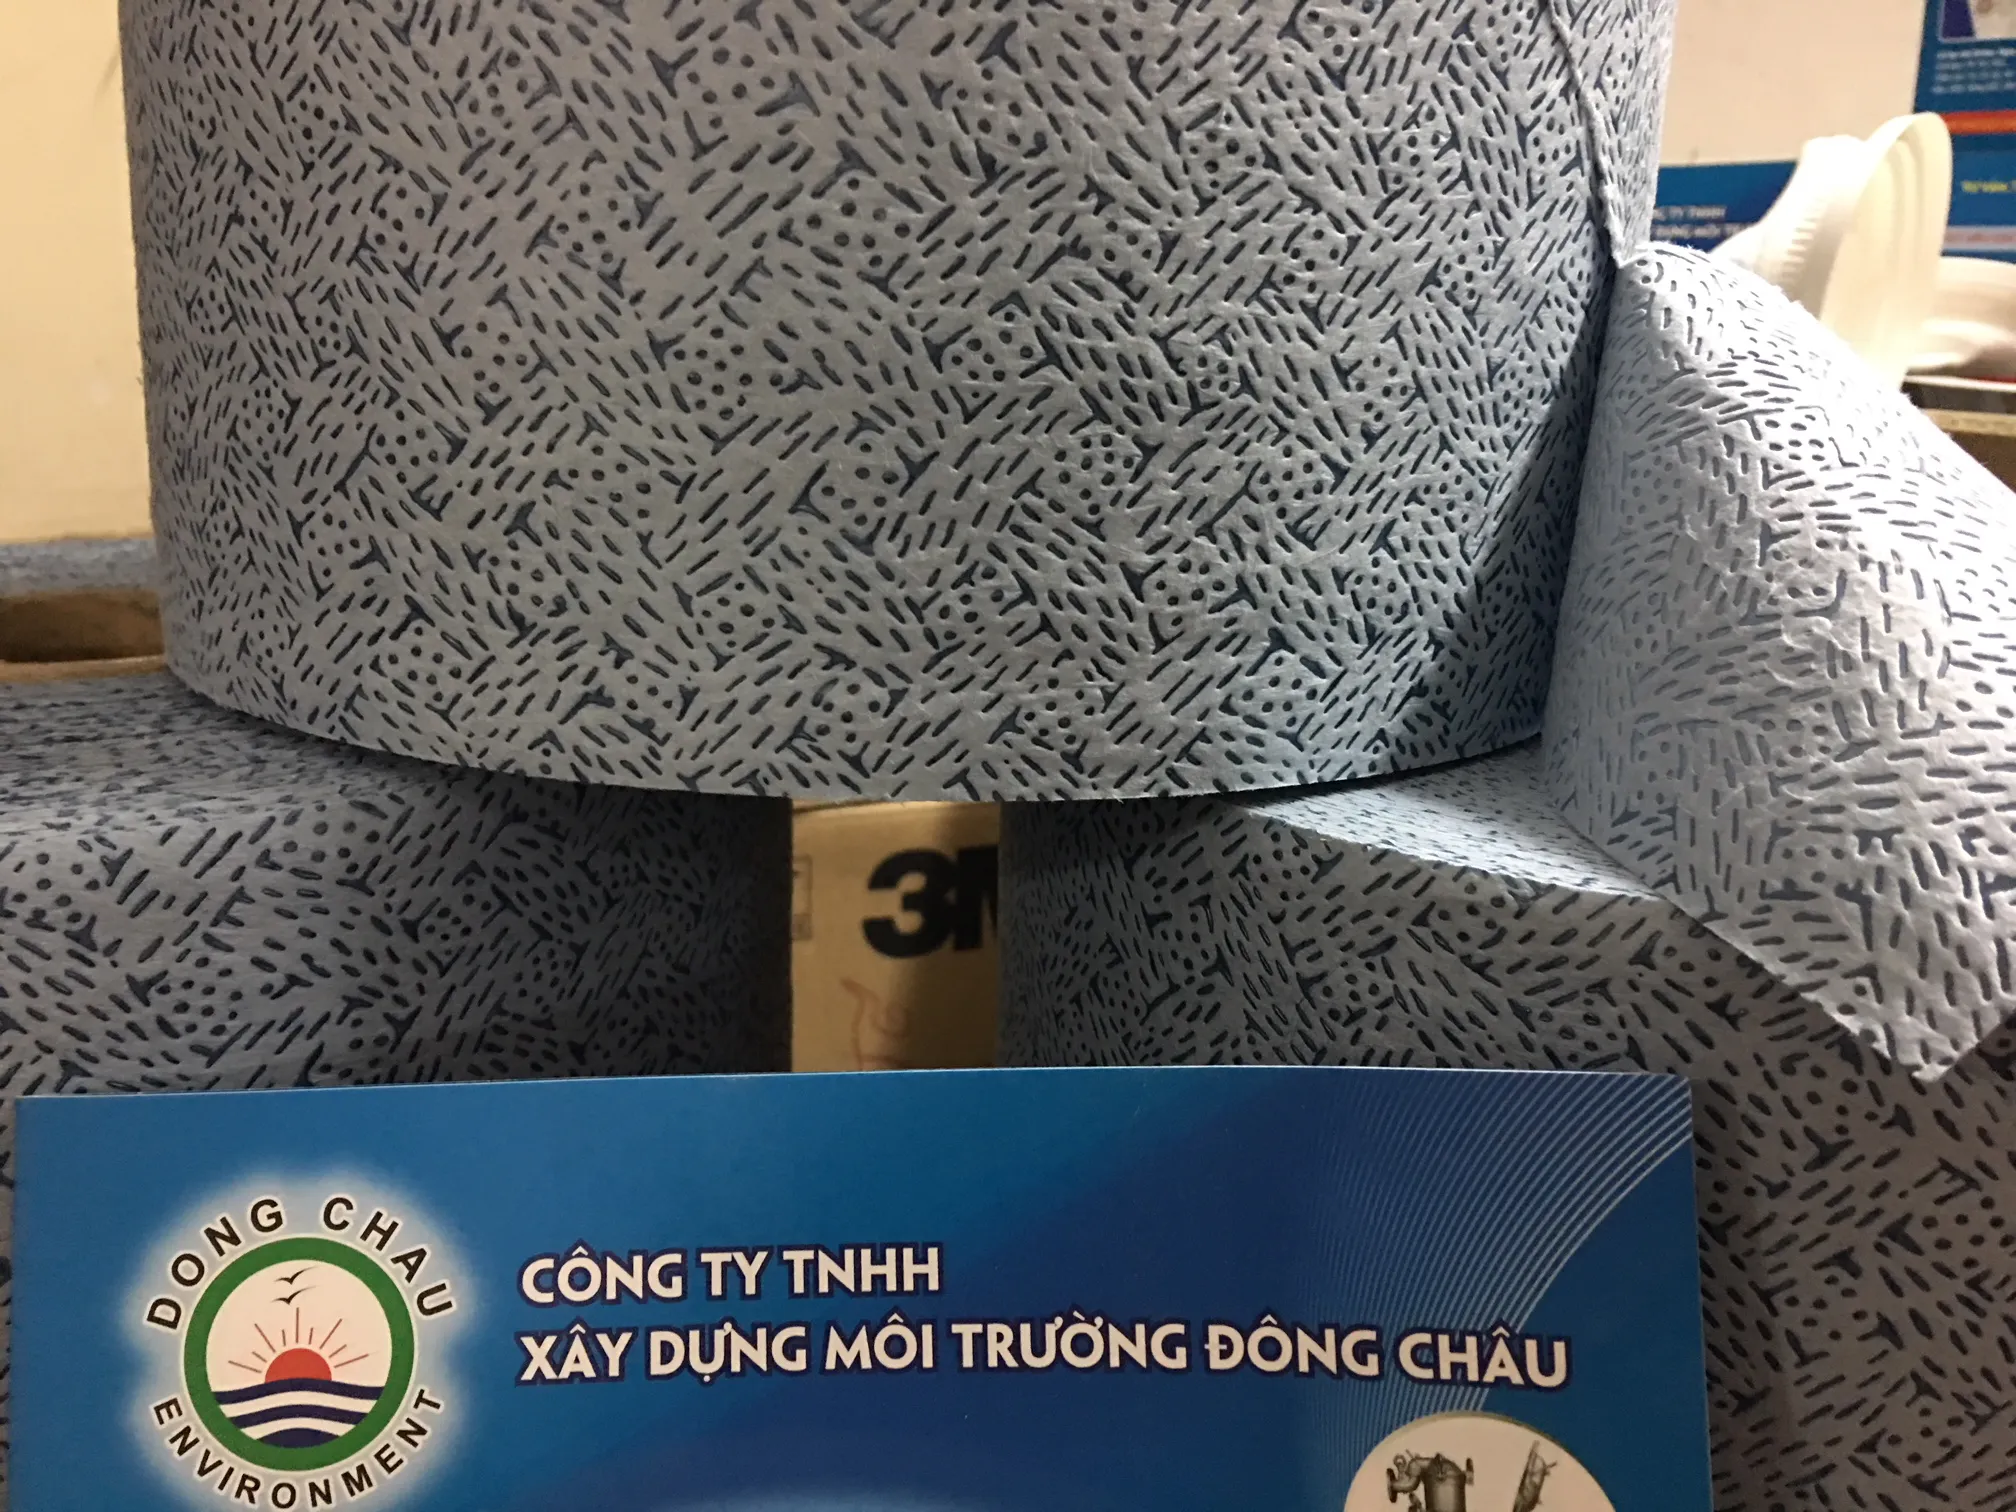 3M
DONG CHAU
ENVIRONMENT
CÔNG TY TNHH
XÂY DỰNG MÔI TRƯỜNG ĐÔNG CHÂU